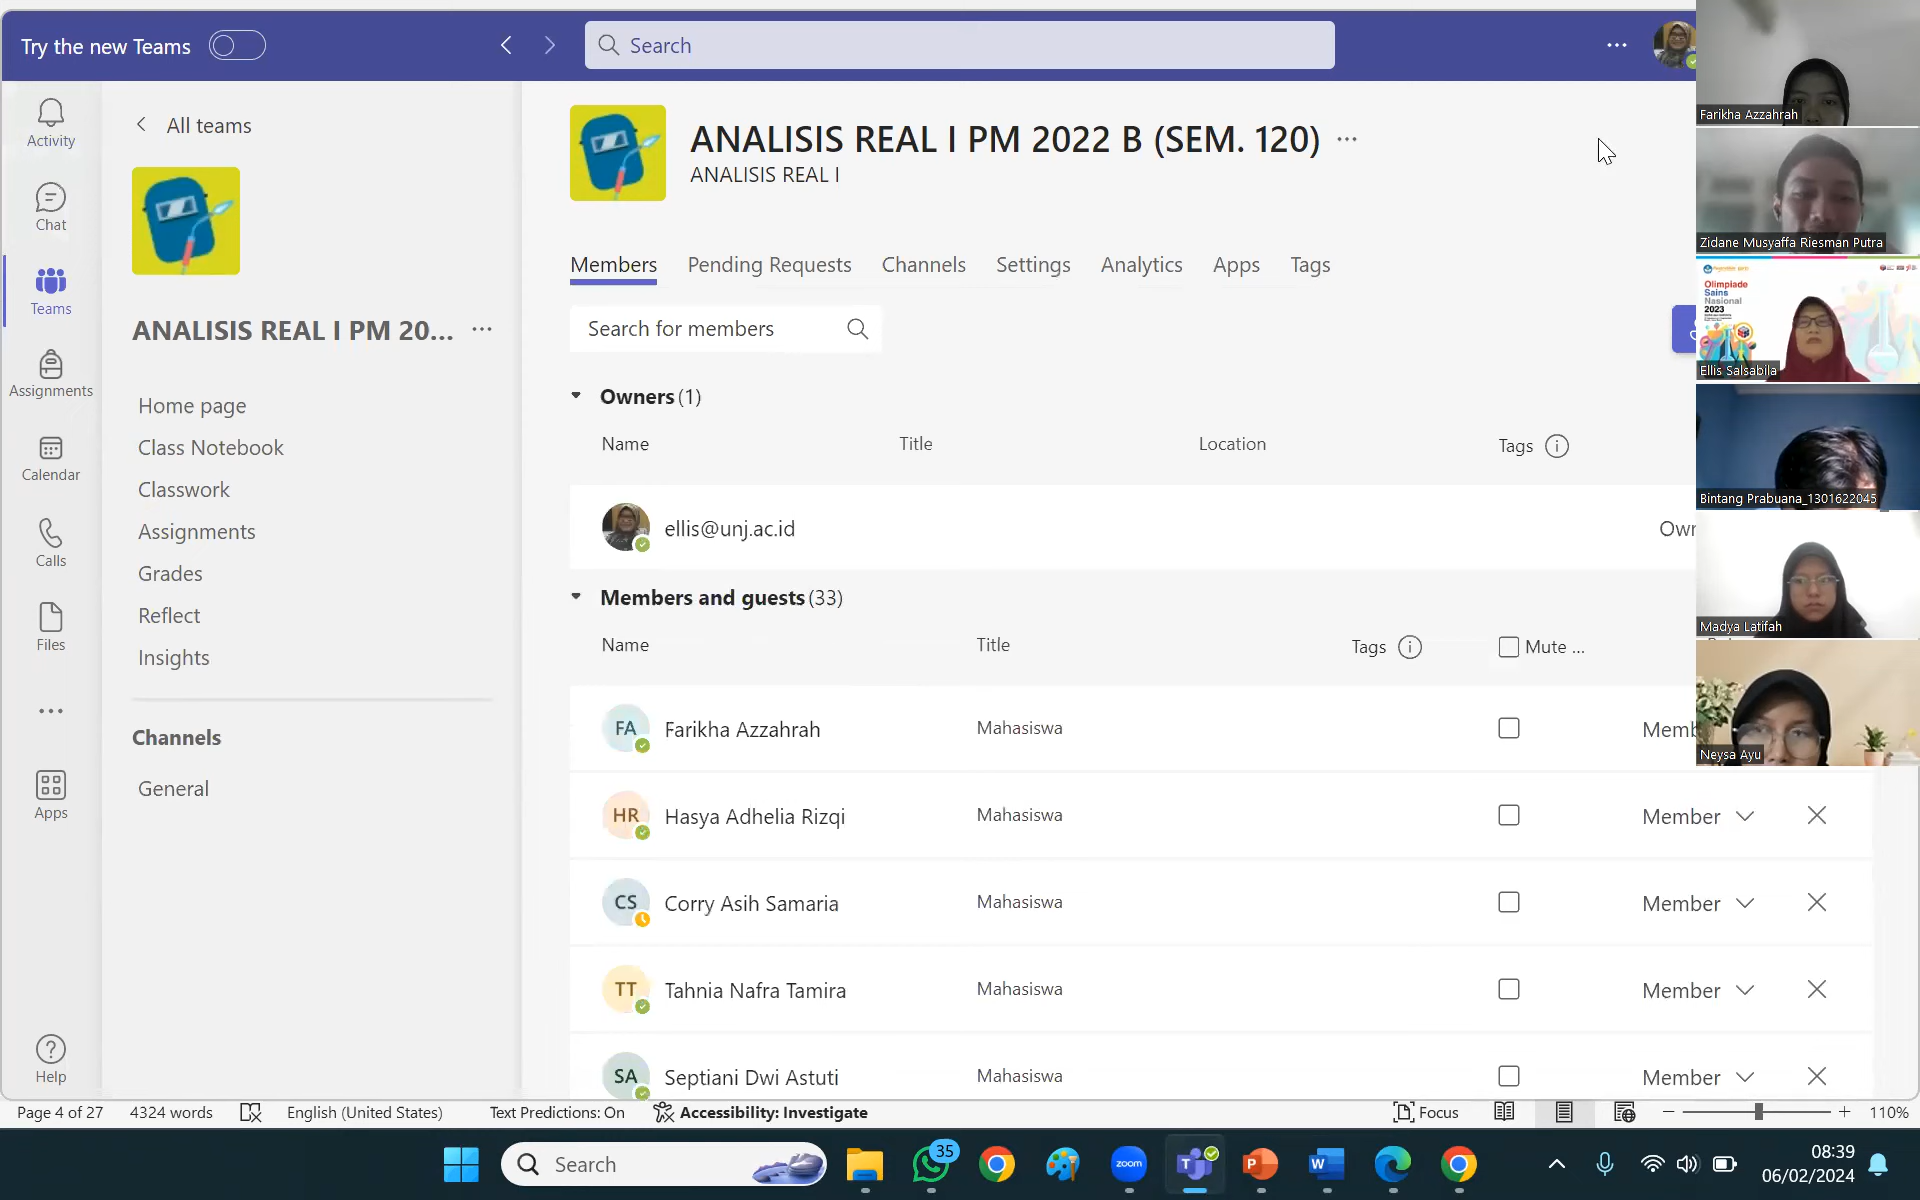 Try the new Teams
Search
Activity
Chat
Teams
Assignments
Calendar
Calls
Files
Apps
Help
All teams
ANALISIS REAL I PM 20... ...
Home page
Class Notebook
Classwork
Assignments
Grades
Reflect
Insights
Channels
General
ANALISIS REAL I PM 2022 B (SEM. 120) ...
ANALISIS REAL I
Members Pending Requests Channels Settings Analytics Apps Tags
Search for members
Owners (1)
Name Title Location Tags
ellis@unj.ac.id Owr
Members and guests (33)
Name Title Tags Mute ...
FA Farikha Azzahrah Mahasiswa Memb
HR Hasya Adhelia Rizqi Mahasiswa Member
CS Corry Asih Samaria Mahasiswa Member
TT Tahnia Nafra Tamira Mahasiswa Member
SA Septiani Dwi Astuti Mahasiswa Member
Farikha Azzahrah
Zidane Musyaffa Riesman Putra
Olimpiade
Sains
Nasional
2023
Ellis Salsabila
Bintang Prabuana_1301622045
Madya Latifah
Neysa Ayu
Page 4 of 27 4324 words English (United States) Text Predictions: On Accessibility: Investigate Focus 110%
Search
35
zoom
08:39
06/02/2024